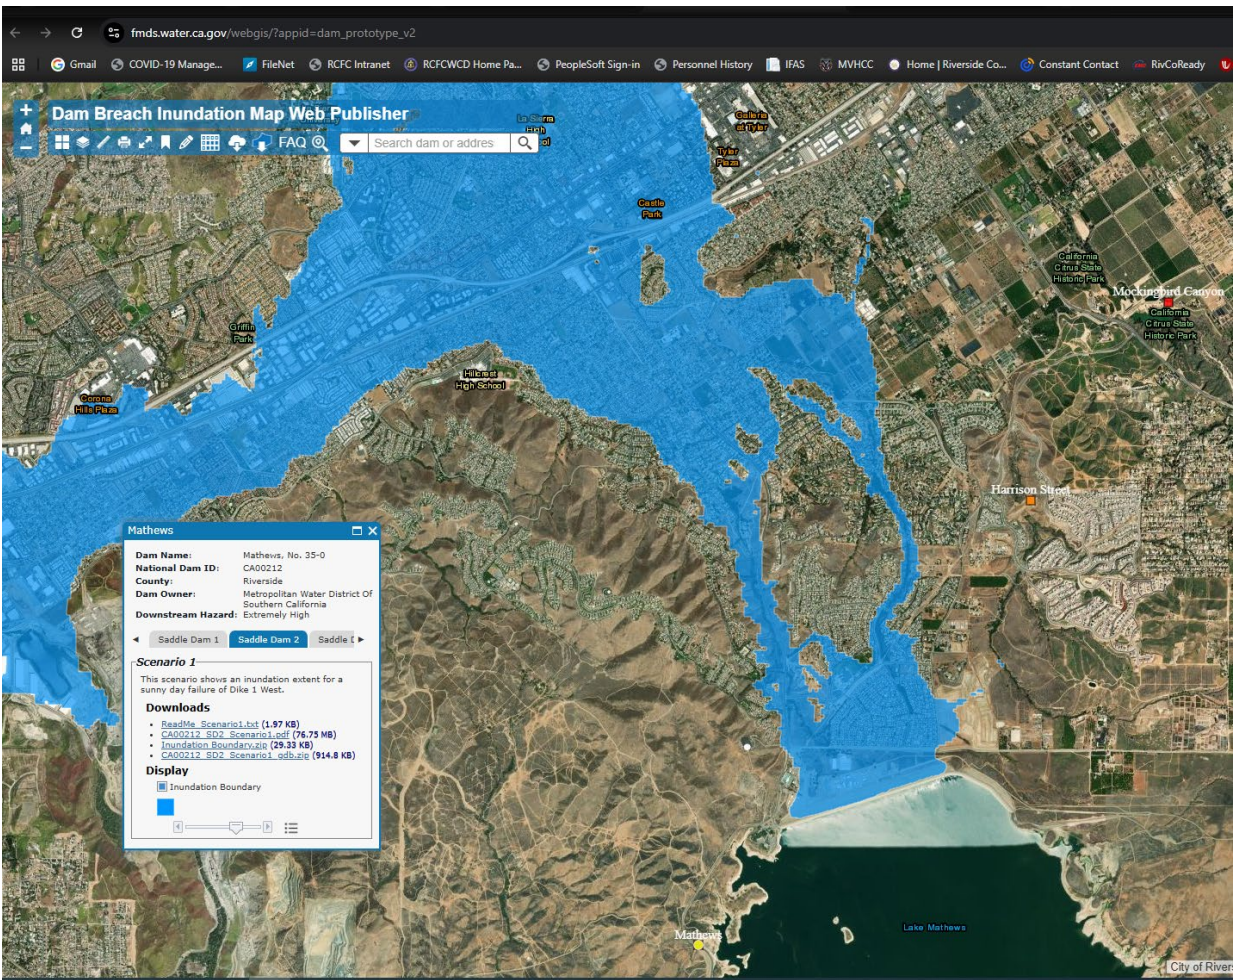 fmds.water.ca.gov/webgis/?appid=dam_prototype_v2
Gmail COVID-19 Manage... FileNet RCFC Intranet RCFCWCD Home Pa... PeopleSoft Sign-in Personnel History IFAS MVHCC Home | Riverside Co... Constant Contact RivCoReady
Dam Breach Inundation Map Web Publisher
FAQ
Search dam or addres
La Sierra
High
Galleria
at Tyler
Tyler
Plaza
Castle
Park
California
Citrus State
Historic Park
Mockingbird Canyon
California
Citrus State
Historic Park
Griffin
Park
Hillcrest
High School
Corona
Hills Plaza
Harrison Street
Mathews
Dam Name: Mathews, No. 35-0
National Dam ID: CA00212
County: Riverside
Dam Owner: Metropolitan Water District Of
Southern California
Downstream Hazard: Extremely High
Saddle Dam 1 Saddle Dam 2 Saddle
Scenario 1
This scenario shows an inundation extent for a
sunny day failure of Dike 1 West.
Downloads
ReadMe_Scenario1.txt (1.97 KB)
CA00212_SD2_Scenario1.pdf (76.75 MB)
Inundation Boundary.zip (29.33 KB)
CA00212_SD2_Scenario1_gdb.zip (914.8 KB)
Display
Inundation Boundary
Mathews
Lake Mathews
City of Rivers